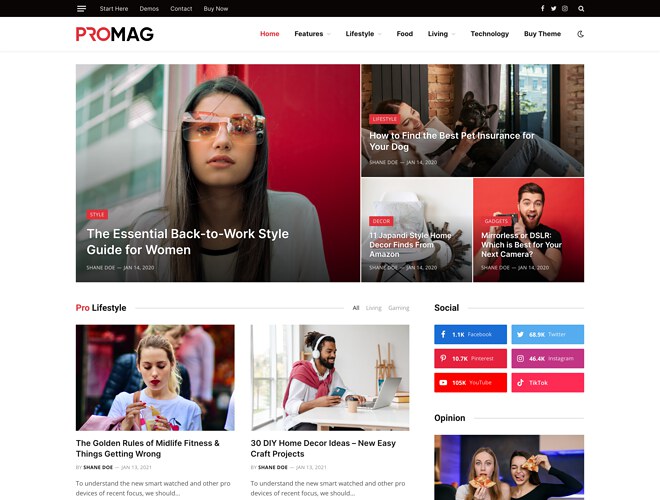 Start Here Demos Contact Buy Now
PROMAG
Home Features Lifestyle Food Living Technology Buy Theme
STYLE
The Essential Back-to-Work Style
Guide for Women
SHANE DOE — JAN 14, 2020
LIFESTYLE
How to Find the Best Pet Insurance for
Your Dog
SHANE DOE — JAN 14, 2020
DECOR
11 Japandi Style Home
Decor Finds From
Amazon
SHANE DOE — JAN 14, 2020
GADGETS
Mirrorless or DSLR:
Which is Best for Your
Next Camera?
SHANE DOE — JAN 14, 2020
Pro Lifestyle
All Living Gaming
The Golden Rules of Midlife Fitness &
Things Getting Wrong
BY SHANE DOE — JAN 13, 2021
To understand the new smart watched and other pro
devices of recent focus, we should...
30 DIY Home Decor Ideas – New Easy
Craft Projects
BY SHANE DOE — JAN 13, 2021
To understand the new smart watched and other pro
devices of recent focus, we should...
Social
1.1K Facebook
68.9K Twitter
10.7K Pinterest
46.4K Instagram
105K YouTube
TikTok
Opinion